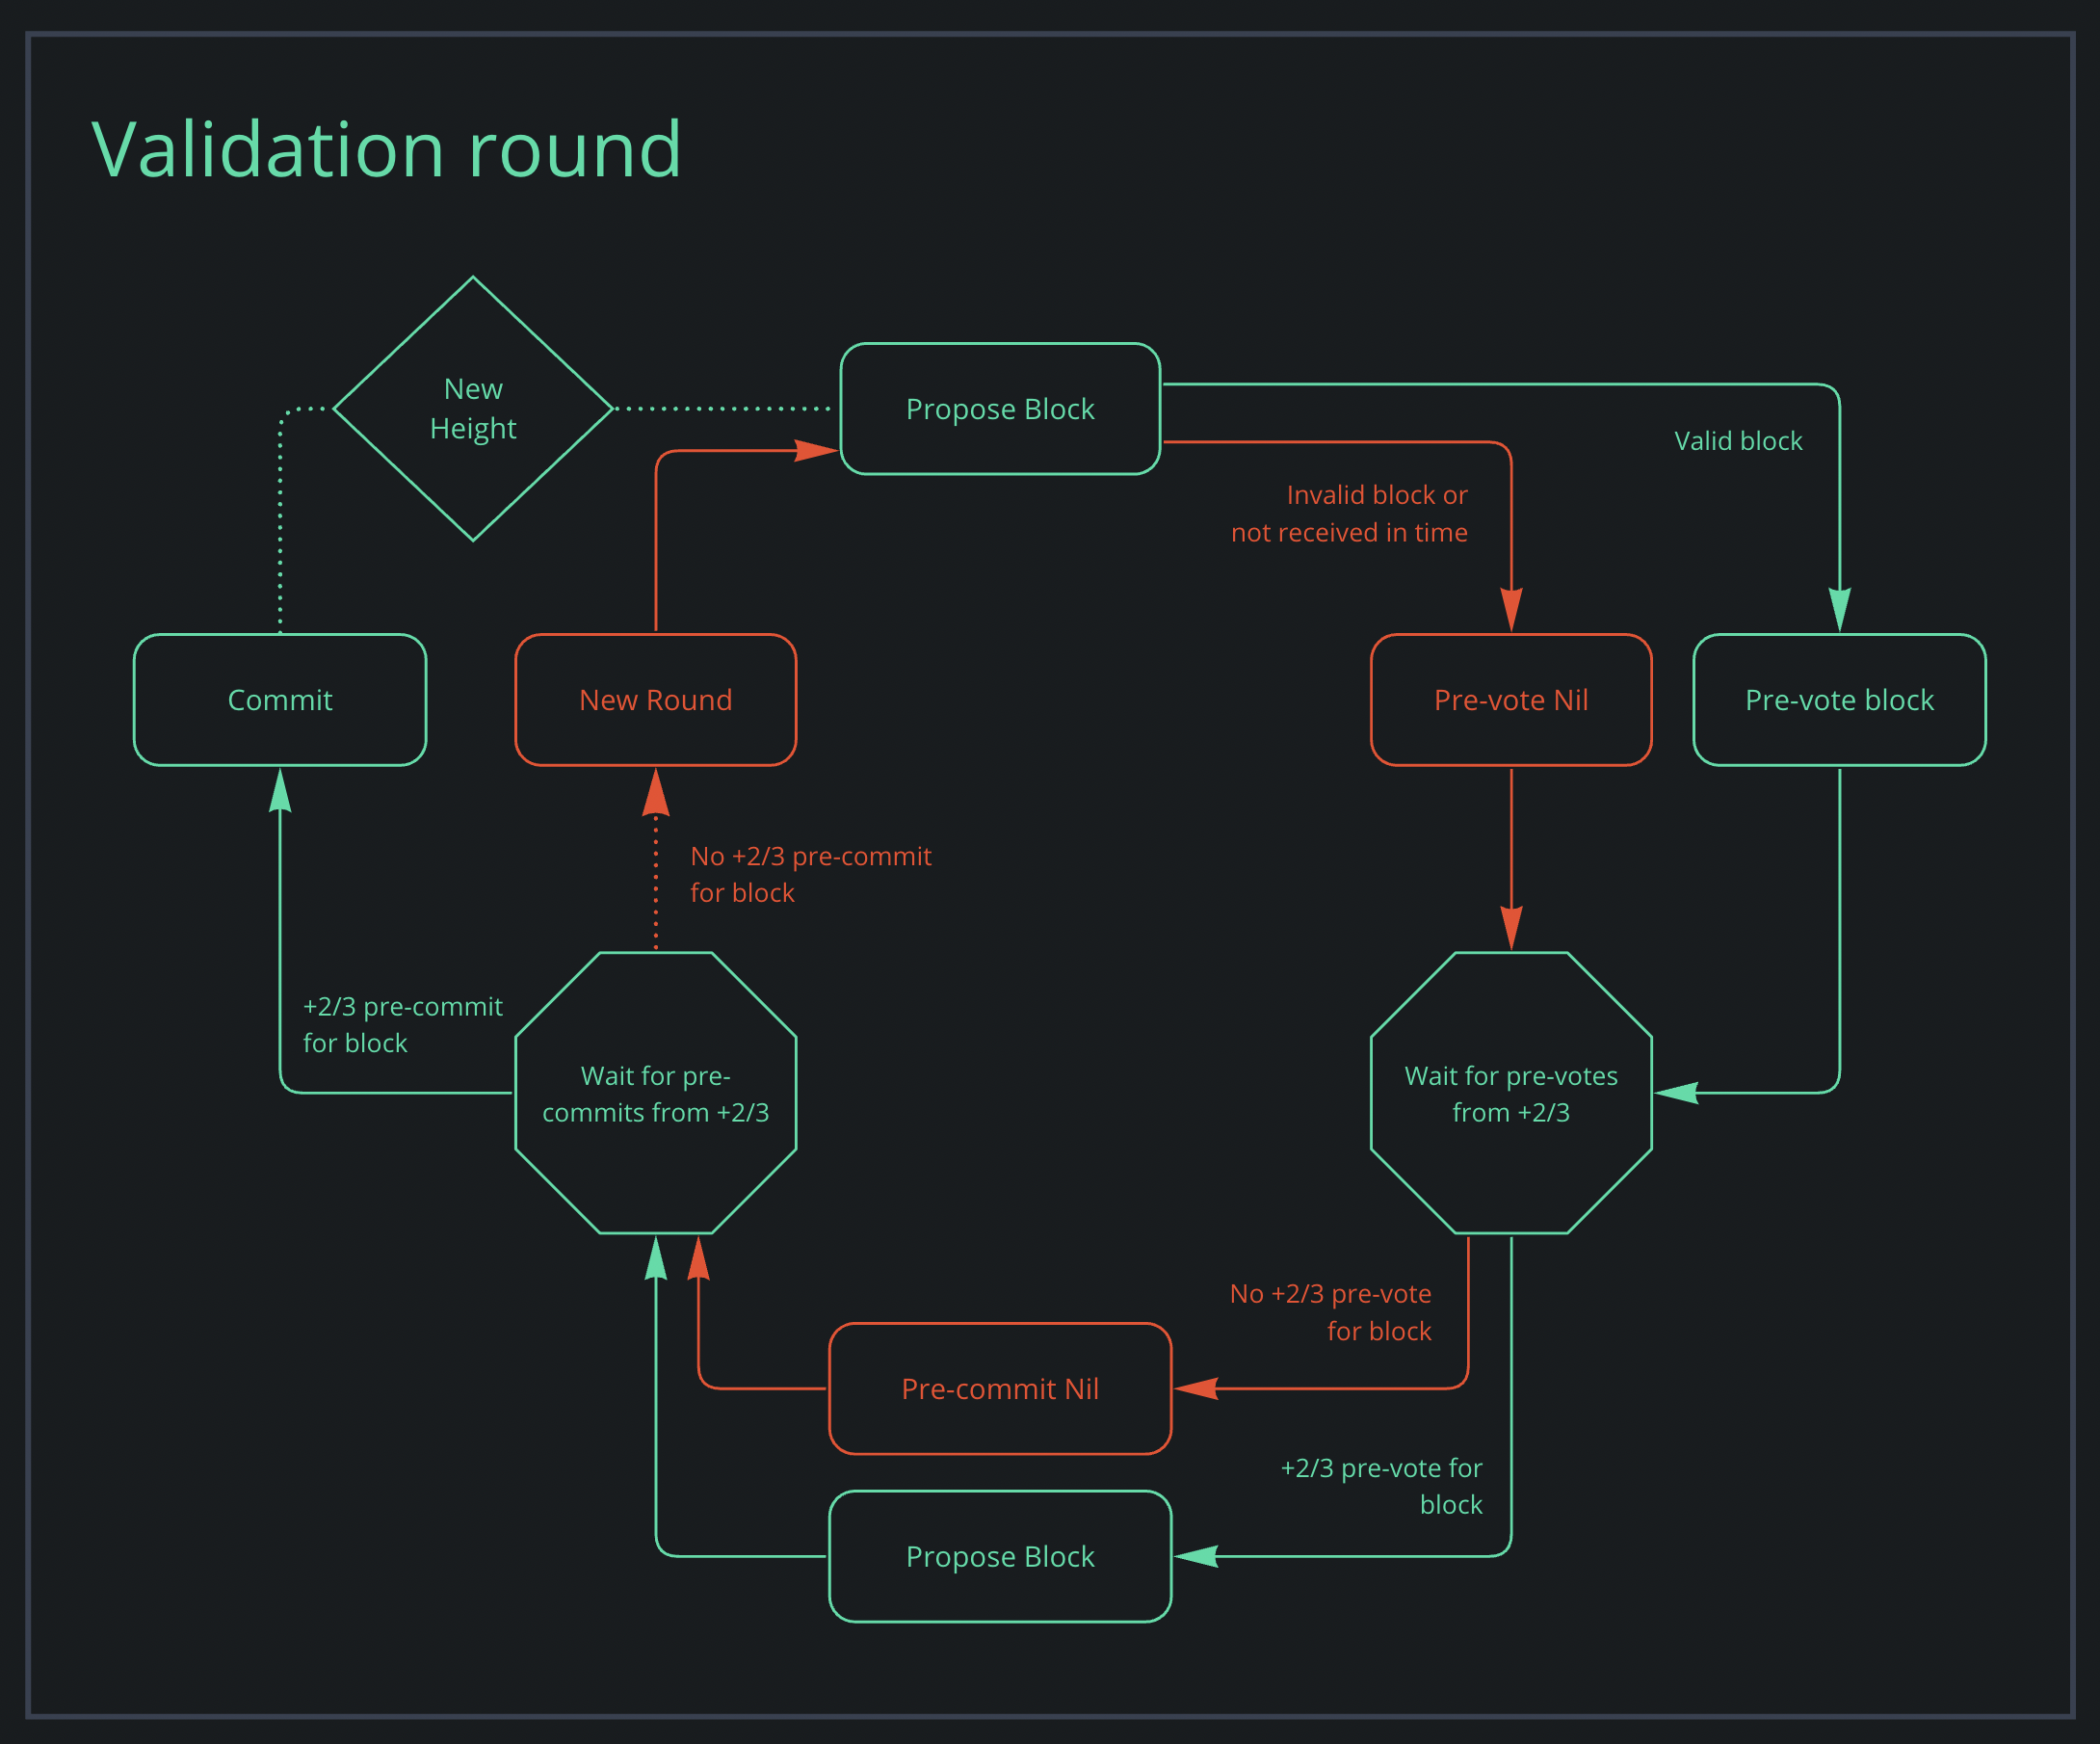 Validation round
New
Height
Propose Block
Valid block
Invalid block or
not received in time
Commit
New Round
Pre-vote Nil
Pre-vote block
No +2/3 pre-commit
for block
+2/3 pre-commit
for block
Wait for pre-
commits from +2/3
Wait for pre-votes
from +2/3
No +2/3 pre-vote
for block
Pre-commit Nil
+2/3 pre-vote for
block
Propose Block